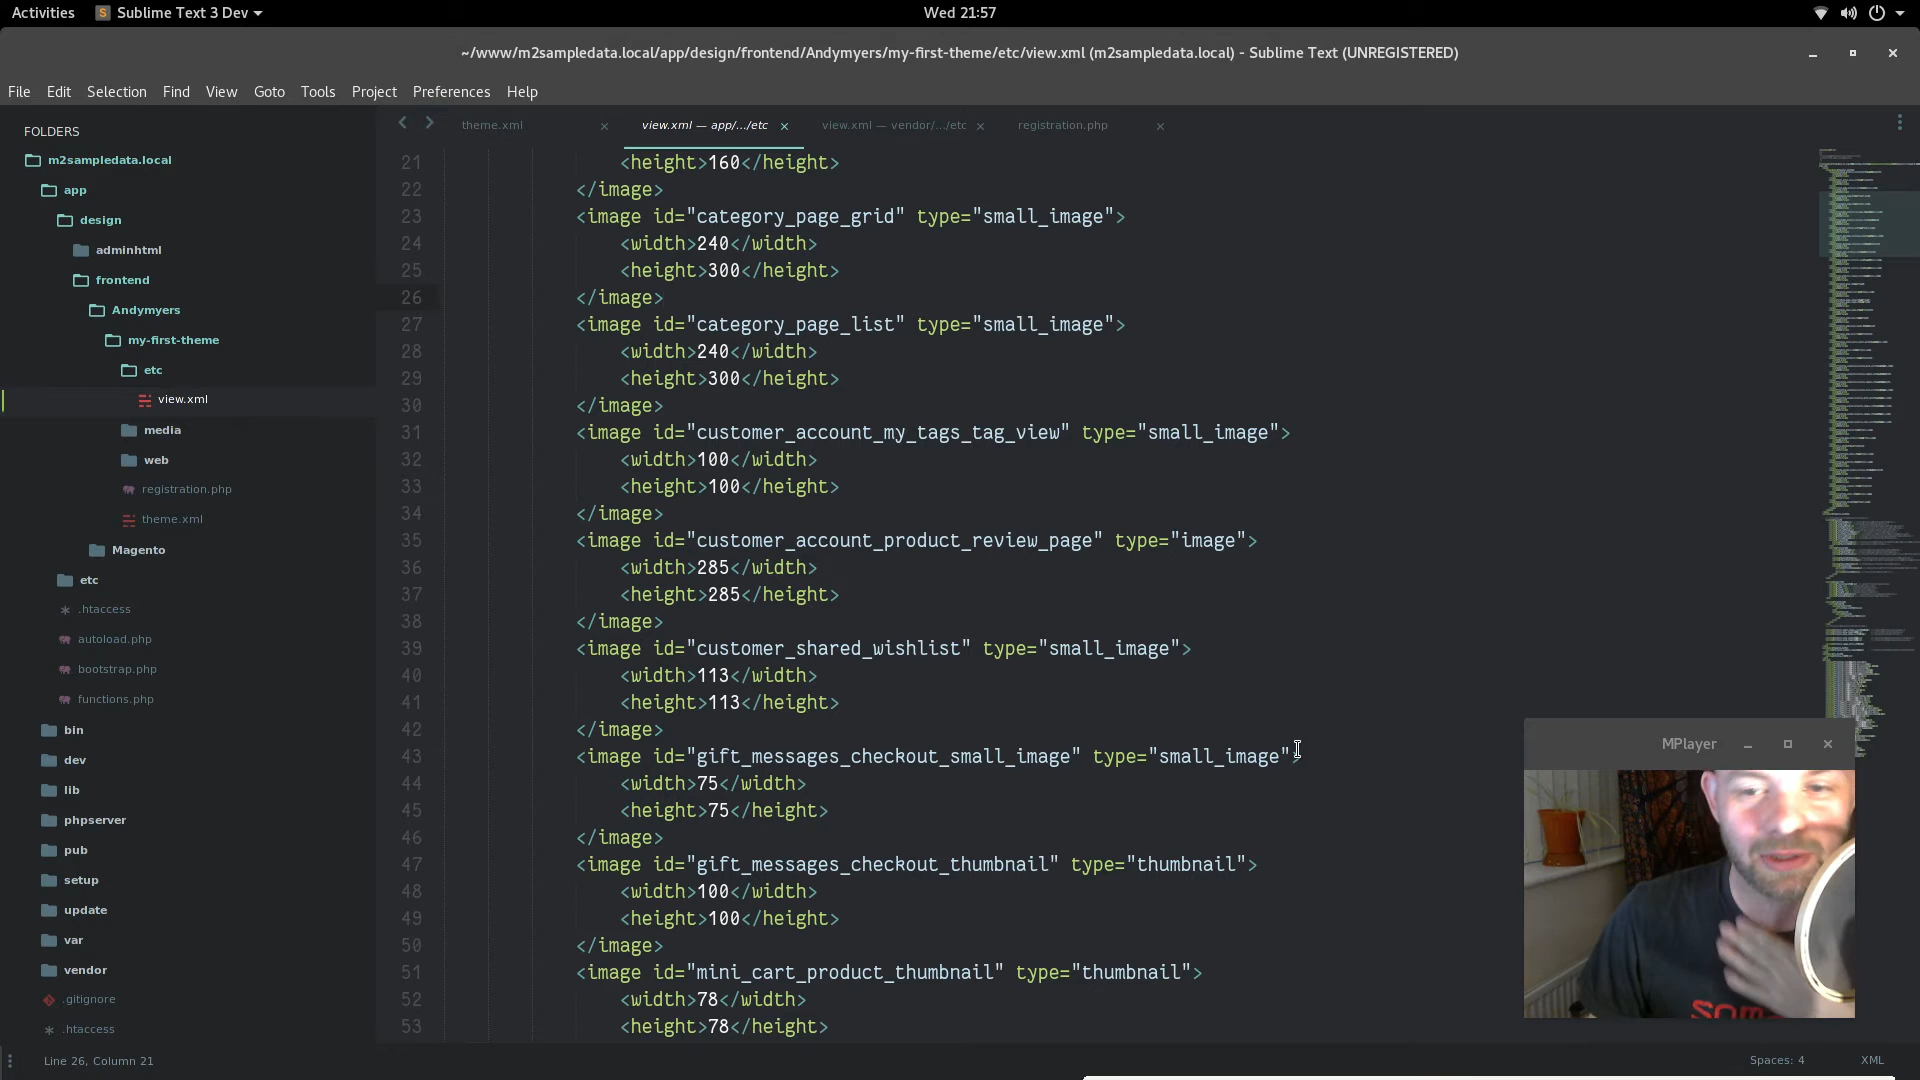 Activities Sublime Text 3 Dev Wed 21:57
~/www/m2sampledata.local/app/design/frontend/Andymyers/my-first-theme/etc/view.xml (m2sampledata.local) - Sublime Text (UNREGISTERED)
File Edit Selection Find View Goto Tools Project Preferences Help
FOLDERS
m2sampledata.local
app
design
adminhtml
frontend
Andymyers
my-first-theme
etc
view.xml
media
web
registration.php
theme.xml
Magento
etc
.htaccess
autoload.php
bootstrap.php
functions.php
bin
dev
lib
phpserver
pub
setup
update
var
vendor
.gitignore
.htaccess
theme.xml × view.xml — app/.../etc × view.xml — vendor/.../etc × registration.php ×
21 <height>160</height>
22 </image>
23 <image id="category_page_grid" type="small_image">
24 <width>240</width>
25 <height>300</height>
26 </image>
27 <image id="category_page_list" type="small_image">
28 <width>240</width>
29 <height>300</height>
30 </image>
31 <image id="customer_account_my_tags_tag_view" type="small_image">
32 <width>100</width>
33 <height>100</height>
34 </image>
35 <image id="customer_account_product_review_page" type="image">
36 <width>285</width>
37 <height>285</height>
38 </image>
39 <image id="customer_shared_wishlist" type="small_image">
40 <width>113</width>
41 <height>113</height>
42 </image>
43 <image id="gift_messages_checkout_small_image" type="small_image">
44 <width>75</width>
45 <height>75</height>
46 </image>
47 <image id="gift_messages_checkout_thumbnail" type="thumbnail">
48 <width>100</width>
49 <height>100</height>
50 </image>
51 <image id="mini_cart_product_thumbnail" type="thumbnail">
52 <width>78</width>
53 <height>78</height>
MPlayer
Line 26, Column 21 Spaces: 4 XML